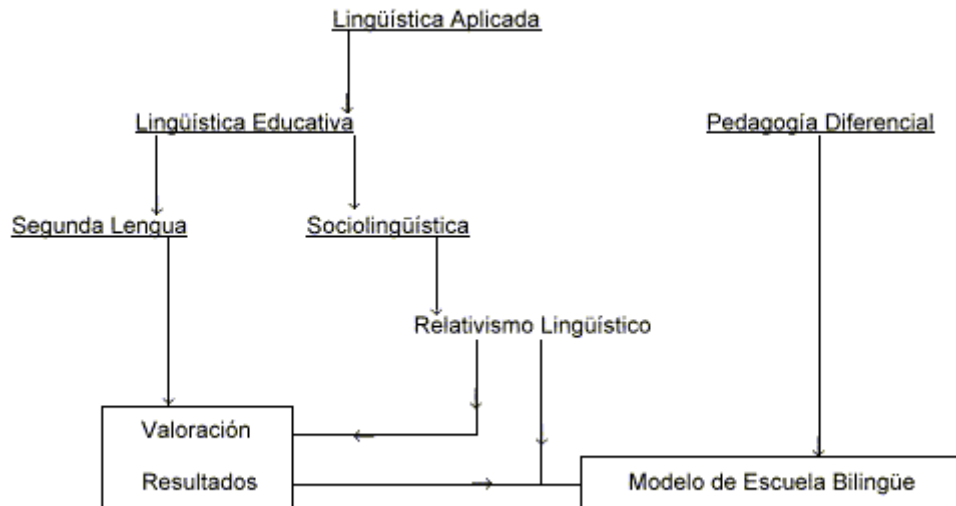 Lingüística Aplicada
Lingüística Educativa
Pedagogía Diferencial
Segunda Lengua
Sociolingüística
Relativismo Lingüístico
Valoración
Resultados
Modelo de Escuela Bilingüe